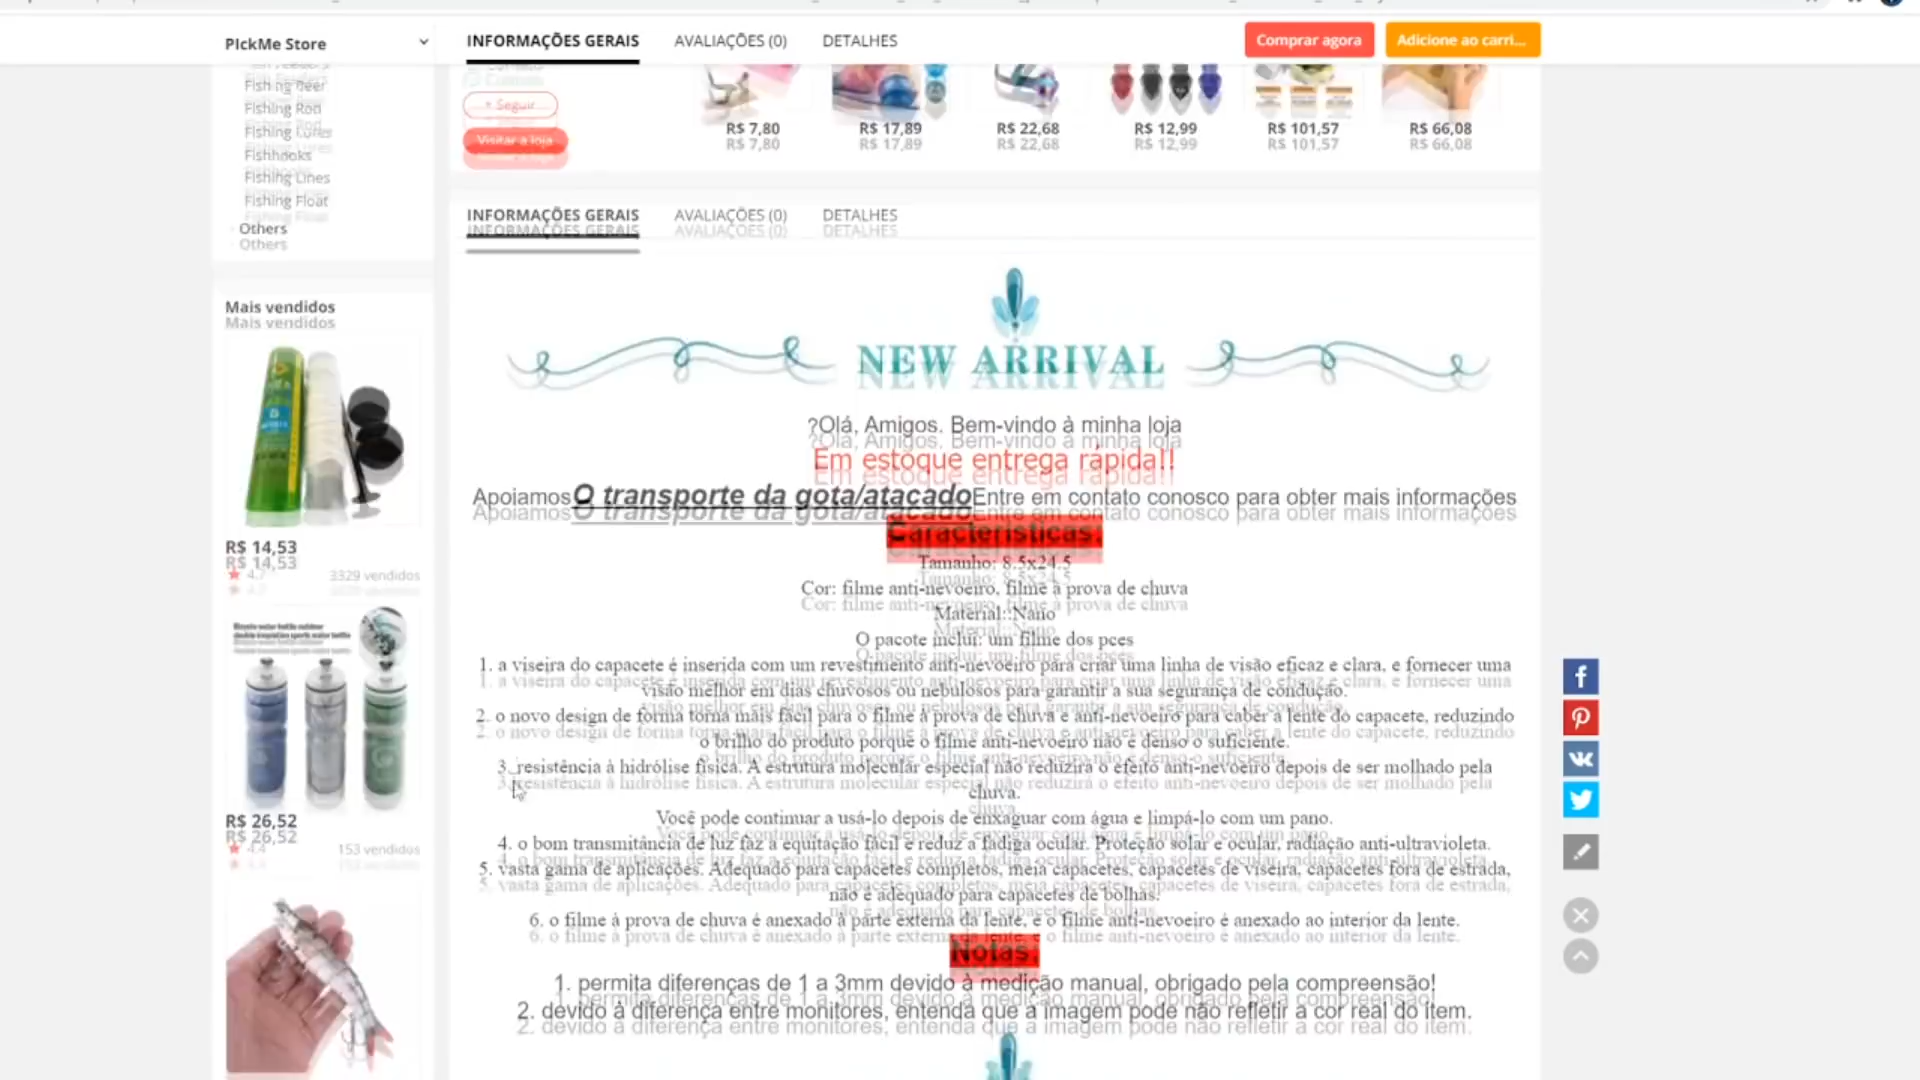 PIckMe Store
INFORMAÇÕES GERAIS
AVALIAÇÕES (0)
DETALHES
Comprar agora
Adicione ao carri...
Fishing Rod
Fishing Lures
Fishhooks
Fishing Lines
Fishing Float
Others
+ Seguir
Visitar a loja
R$ 7,80
R$ 17,89
R$ 22,68
R$ 12,99
R$ 101,57
R$ 66,08
INFORMAÇÕES GERAIS
AVALIAÇÕES (0)
DETALHES
Mais vendidos
R$ 14,53
4.7
3329 vendidos
R$ 26,52
4.4
153 vendidos
NEW ARRIVAL
?Olá, Amigos. Bem-vindo à minha loja
Em estoque entrega rápida!!
Apoiamos O transporte da gota/atacado Entre em contato conosco para obter mais informações
Características:
Tamanho: 8.5x24.5
Cor: filme anti-nevoeiro, filme à prova de chuva
Material::Nano
O pacote inclui: um filme dos pces
1. a viseira do capacete é inserida com um revestimento anti-nevoeiro para criar uma linha de visão eficaz e clara, e fornecer uma
visão melhor em dias chuvosos ou nebulosos para garantir a sua segurança de condução.
2. o novo design de forma torna mais fácil para o filme à prova de chuva e anti-nevoeiro para caber a lente do capacete, reduzindo
o brilho do produto porque o filme anti-nevoeiro não é denso o suficiente.
3. resistência à hidrólise física. A estrutura molecular especial não reduzirá o efeito anti-nevoeiro depois de ser molhado pela
chuva.
Você pode continuar a usá-lo depois de enxaguar com água e limpá-lo com um pano.
4. o bom transmitância de luz faz a equitação fácil e reduz a fadiga ocular. Proteção solar e ocular, radiação anti-ultravioleta.
5. vasta gama de aplicações. Adequado para capacetes completos, meia capacetes, capacetes de viseira, capacetes fora de estrada,
não é adequado para capacetes de bolhas.
6. o filme à prova de chuva é anexado à parte externa da lente, e o filme anti-nevoeiro é anexado ao interior da lente.
Notas:
1. permita diferenças de 1 a 3mm devido à medição manual, obrigado pela compreensão!
2. devido à diferença entre monitores, entenda que a imagem pode não refletir a cor real do item.